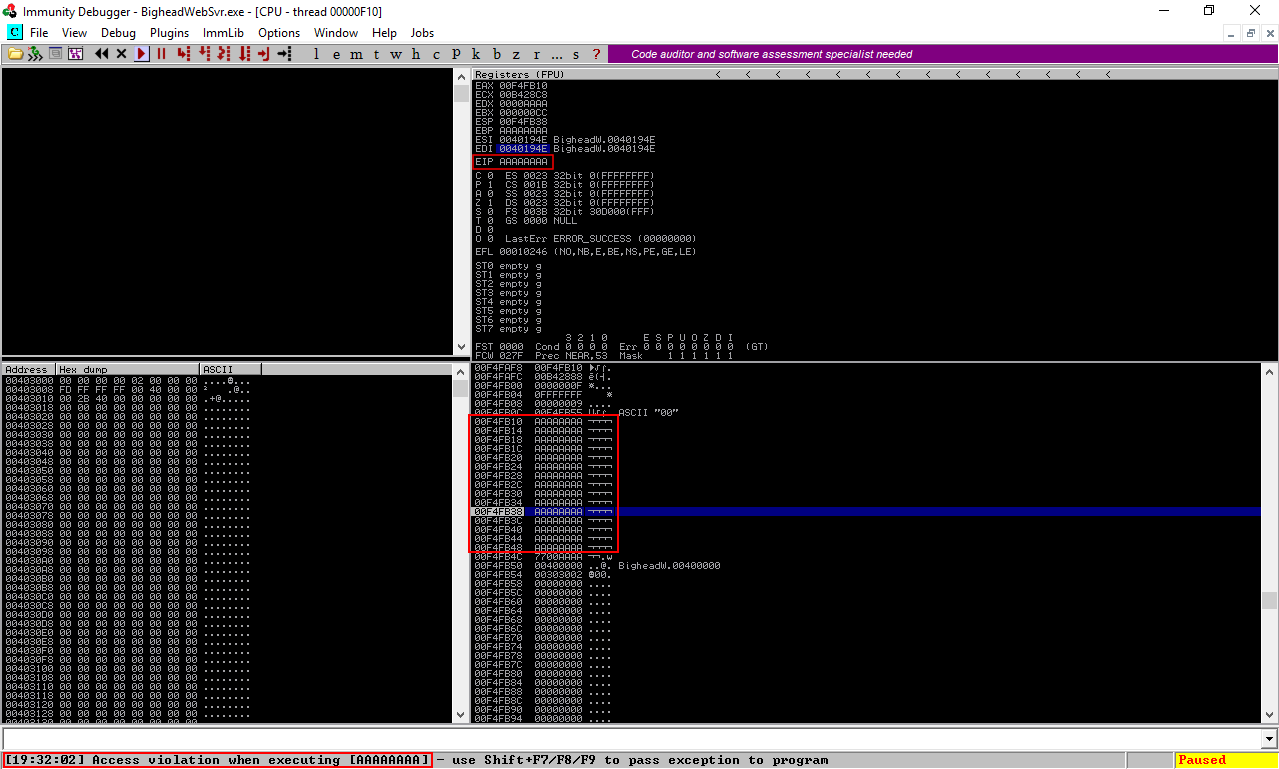 Immunity Debugger - BigheadWebSvr.exe - [CPU - thread 00000F10]
C File View Debug Plugins ImmLib Options Window Help Jobs
l e m t w h c P k b z r ... s ? Code auditor and software assessment specialist needed
Registers (FPU) < < < < < < < < < < < < < <
EAX 00F4FB10
ECX 00B428C8
EDX 0000AAAA
EBX 000000CC
ESP 00F4FB38
EBP AAAAAAAA
ESI 0040194E BigheadW.0040194E
EDI 0040194E BigheadW.0040194E
EIP AAAAAAAA
C 0 ES 0023 32bit 0(FFFFFFFF)
P 1 CS 001B 32bit 0(FFFFFFFF)
A 0 SS 0023 32bit 0(FFFFFFFF)
Z 1 DS 0023 32bit 0(FFFFFFFF)
S 0 FS 003B 32bit 30D000(FFF)
T 0 GS 0000 NULL
D 0
O 0 LastErr ERROR_SUCCESS (00000000)
EFL 00010246 (NO,NB,E,BE,NS,PE,GE,LE)
ST0 empty g
ST1 empty g
ST2 empty g
ST3 empty g
ST4 empty g
ST5 empty g
ST6 empty g
ST7 empty g
3 2 1 0 E S P U O Z D I
FST 0000 Cond 0 0 0 0 Err 0 0 0 0 0 0 0 0 (GT)
FCW 027F Prec NEAR,53 Mask 1 1 1 1 1 1
Address Hex dump ASCII
00403000 00 00 00 00 02 00 00 00
00403008 FD FF FF FF 00 40 00 00
00403010 00 2B 40 00 00 00 00 00 .+@.....
00403018 00 00 00 00 00 00 00 00 ........
00403020 00 00 00 00 00 00 00 00 ........
00403028 00 00 00 00 00 00 00 00 ........
00403030 00 00 00 00 00 00 00 00 ........
00403038 00 00 00 00 00 00 00 00 ........
00403040 00 00 00 00 00 00 00 00 ........
00403048 00 00 00 00 00 00 00 00 ........
00403050 00 00 00 00 00 00 00 00 ........
00403058 00 00 00 00 00 00 00 00 ........
00403060 00 00 00 00 00 00 00 00 ........
00403068 00 00 00 00 00 00 00 00 ........
00403070 00 00 00 00 00 00 00 00 ........
00403078 00 00 00 00 00 00 00 00 ........
00403080 00 00 00 00 00 00 00 00 ........
00403088 00 00 00 00 00 00 00 00 ........
00403090 00 00 00 00 00 00 00 00 ........
00403098 00 00 00 00 00 00 00 00 ........
004030A0 00 00 00 00 00 00 00 00 ........
004030A8 00 00 00 00 00 00 00 00 ........
004030B0 00 00 00 00 00 00 00 00 ........
004030B8 00 00 00 00 00 00 00 00 ........
004030C0 00 00 00 00 00 00 00 00 ........
004030C8 00 00 00 00 00 00 00 00 ........
004030D0 00 00 00 00 00 00 00 00 ........
004030D8 00 00 00 00 00 00 00 00 ........
004030E0 00 00 00 00 00 00 00 00 ........
004030E8 00 00 00 00 00 00 00 00 ........
004030F0 00 00 00 00 00 00 00 00 ........
004030F8 00 00 00 00 00 00 00 00 ........
00403100 00 00 00 00 00 00 00 00 ........
00403108 00 00 00 00 00 00 00 00 ........
00403110 00 00 00 00 00 00 00 00 ........
00403118 00 00 00 00 00 00 00 00 ........
00403120 00 00 00 00 00 00 00 00 ........
00403128 00 00 00 00 00 00 00 00 ........
00F4FAF8 00F4FB10
00F4FAFC 00B42888
00F4FB00 0000000F
00F4FB04 0FFFFFFF
00F4FB08 00000009 ....
00F4FB0C 00F4FB55 ASCII "00"
00F4FB10 AAAAAAAA ¬¬¬¬
00F4FB14 AAAAAAAA ¬¬¬¬
00F4FB18 AAAAAAAA ¬¬¬¬
00F4FB1C AAAAAAAA ¬¬¬¬
00F4FB20 AAAAAAAA ¬¬¬¬
00F4FB24 AAAAAAAA ¬¬¬¬
00F4FB28 AAAAAAAA ¬¬¬¬
00F4FB2C AAAAAAAA ¬¬¬¬
00F4FB30 AAAAAAAA ¬¬¬¬
00F4FB34 AAAAAAAA ¬¬¬¬
00F4FB38 AAAAAAAA ¬¬¬¬
00F4FB3C AAAAAAAA ¬¬¬¬
00F4FB40 AAAAAAAA ¬¬¬¬
00F4FB44 AAAAAAAA ¬¬¬¬
00F4FB48 AAAAAAAA ¬¬¬¬
00F4FB4C 7700AAAA ¬¬.w
00F4FB50 00400000 ..@. BigheadW.00400000
00F4FB54 00303002
00F4FB58 00000000 ....
00F4FB5C 00000000 ....
00F4FB60 00000000 ....
00F4FB64 00000000 ....
00F4FB68 00000000 ....
00F4FB6C 00000000 ....
00F4FB70 00000000 ....
00F4FB74 00000000 ....
00F4FB78 00000000 ....
00F4FB7C 00000000 ....
00F4FB80 00000000 ....
00F4FB84 00000000 ....
00F4FB88 00000000 ....
00F4FB8C 00000000 ....
00F4FB90 00000000 ....
00F4FB94 00000000 ....
[19:32:02] Access violation when executing [AAAAAAAA] - use Shift+F7/F8/F9 to pass exception to program Paused